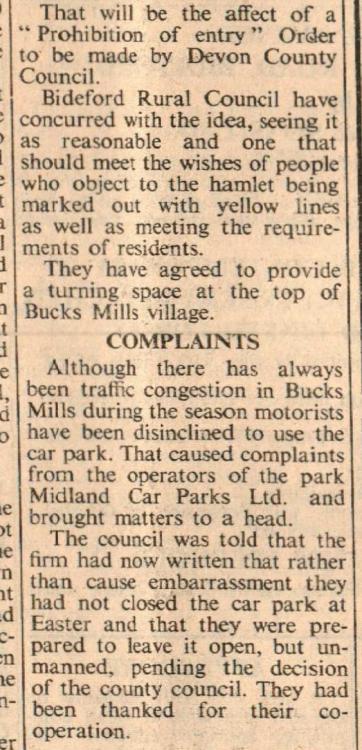 That will be the affect of a
“ Prohibition of entry ” Order
to be made by Devon County
Council.
Bideford Rural Council have
concurred with the idea, seeing it
as reasonable and one that
should meet the wishes of people
who object to the hamlet being
marked out with yellow lines
as well as meeting the require-
ments of residents.
They have agreed to provide
a turning space at the top of
Bucks Mills village.
COMPLAINTS
Although there has always
been traffic congestion in Bucks
Mills during the season motorists
have been disinclined to use the
car park. That caused complaints
from the operators of the park
Midland Car Parks Ltd. and
brought matters to a head.
The council was told that the
firm had now written that rather
than cause embarrassment they
had not closed the car park at
Easter and that they were pre-
pared to leave it open, but un-
manned, pending the decision
of the county council. They had
been thanked for their co-
operation.